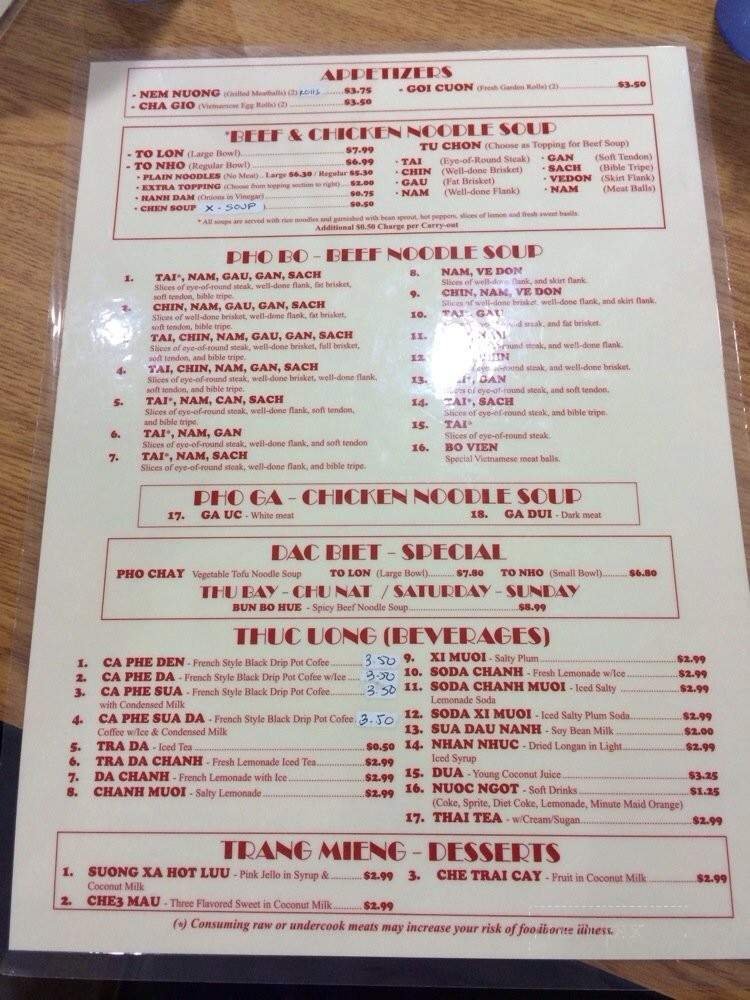 APPETIZERS
- NEM NUONG (Grilled Meatballs) (2) ROLLS ........ $3.75
- CHA GIO (Vietnamese Egg Rolls) (2) ........ $3.50
- GOI CUON (Fresh Garden Rolls) (2) ........ $3.50
*BEEF & CHICKEN NOODLE SOUP
- TO LON (Large Bowl) ........ $7.99
- TO NHO (Regular Bowl) ........ $6.99
- PLAIN NOODLES (No Meat) .. Large $6.30 / Regular $5.30
- EXTRA TOPPING (Choose from topping section to right) .. $2.00
- HANH DAM (Onions in Vinegar) ........ $0.75
- CHEN SOUP X - SOUP ) ........ $0.50
TU CHON (Choose as Topping for Beef Soup)
· TAI (Eye-of-Round Steak)
· CHIN (Well-done Brisket)
· GAU (Fat Brisket)
· NAM (Well-done Flank)
· GAN (Soft Tendon)
· SACH (Bible Tripe)
· VEDON (Skirt Flank)
· NAM (Meat Balls)
* All soups are served with rice noodles and garnished with bean sprout, hot peppers, slices of lemon and fresh sweet basils.
Additional $0.50 Charge per Carry-out
PHO BO - BEEF NOODLE SOUP
1. TAI*, NAM, GAU, GAN, SACH
Slices of eye-of-round steak, well-done flank, fat brisket,
soft tendon, bible tripe.
2. CHIN, NAM, GAU, GAN, SACH
Slices of well-done brisket, well-done flank, fat brisket,
soft tendon, bible tripe.
TAI, CHIN, NAM, GAU, GAN, SACH
Slices of eye-of-round steak, well-done brisket, full brisket,
soft tendon, and bible tripe.
4. TAI, CHIN, NAM, GAN, SACH
Slices of eye-of-round steak, well-done brisket, well-done flank,
soft tendon, and bible tripe.
5. TAI*, NAM, CAN, SACH
Slices of eye-of-round steak, well-done flank, soft tendon,
and bible tripe.
6. TAI*, NAM, GAN
Slices of eye-of-round steak, well-done flank, and soft tendon
7. TAI*, NAM, SACH
Slices of eye-of-round steak, well-done flank, and bible tripe.
8. NAM, VE DON
Slices of well-done flank, and skirt flank.
9. CHIN, NAM, VE DON
Slices of well-done brisket, well-done flank, and skirt flank.
10. TAI*, GAU
steak, and fat brisket.
11.
steak, and well-done flank.
12.
steak, and well-done brisket.
13. GAN
Slices of eye-of-round steak, and soft tendon.
14. TAI*, SACH
Slices of eye-of-round steak, and bible tripe.
15. TAI*
Slices of eye-of-round steak.
16. BO VIEN
Special Vietnamese meat balls.
PHO GA - CHICKEN NOODLE SOUP
17. GA UC - White meat
18. GA DUI - Dark meat
DAC BIET - SPECIAL
PHO CHAY Vegetable Tofu Noodle Soup TO LON (Large Bowl) ........ $7.80 TO NHO (Small Bowl) ........ $6.80
THU BAY - CHU NAT / SATURDAY - SUNDAY
BUN BO HUE - Spicy Beef Noodle Soup ........ $8.99
THUC UONG (BEVERAGES)
1. CA PHE DEN - French Style Black Drip Pot Cofee ........ 3.50
2. CA PHE DA - French Style Black Drip Pot Cofee w/Ice ........ 3.50
3. CA PHE SUA - French Style Black Drip Pot Cofee ........ 3.50
with Condensed Milk
4. CA PHE SUA DA - French Style Black Drip Pot Cofee 3.50
Coffee w/Ice & Condensed Milk
5. TRA DA - Iced Tea ........ $0.50
6. TRA DA CHANH - Fresh Lemonade Iced Tea ........ $2.99
7. DA CHANH - French Lemonade with Ice ........ $2.99
8. CHANH MUOI - Salty Lemonade ........ $2.99
9. XI MUOI - Salty Plum ........ $2.99
10. SODA CHANH - Fresh Lemonade w/Ice ........ $2.99
11. SODA CHANH MUOI - Iced Salty ........ $2.99
Lemonade Soda
12. SODA XI MUOI - Iced Salty Plum Soda ........ $2.99
13. SUA DAU NANH - Soy Bean Milk ........ $2.00
14. NHAN NHUC - Dried Longan in Light ........ $2.99
Iced Syrup
15. DUA - Young Coconut Juice ........ $3.25
16. NUOC NGOT - Soft Drinks ........ $1.25
(Coke, Sprite, Diet Coke, Lemonade, Minute Maid Orange)
17. THAI TEA - w/Cream/Sugan ........ $2.99
TRANG MIENG - DESSERTS
1. SUONG XA HOT LUU - Pink Jello in Syrup & ........ $2.99
Coconut Milk
2. CHE3 MAU - Three Flavored Sweet in Coconut Milk ........ $2.99
3. CHE TRAI CAY - Fruit in Coconut Milk ........ $2.99
(*) Consuming raw or undercook meats may increase your risk of foodborne illness.